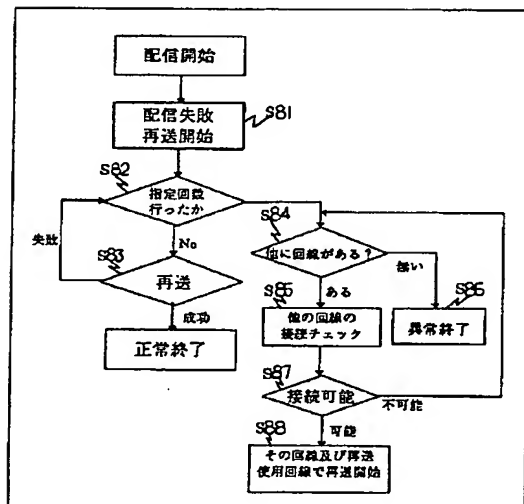 配信開始
配信失敗
再送開始
S81
S82
指定回数
行ったか
失敗
No
S83
再送
成功
正常終了
S84
他に回線がある?
無い
ある
S85
他の回線の
接続チェック
S86
異常終了
S87
接続可能
不可能
可能
S88
その回線及び再送
使用回線で再送開始